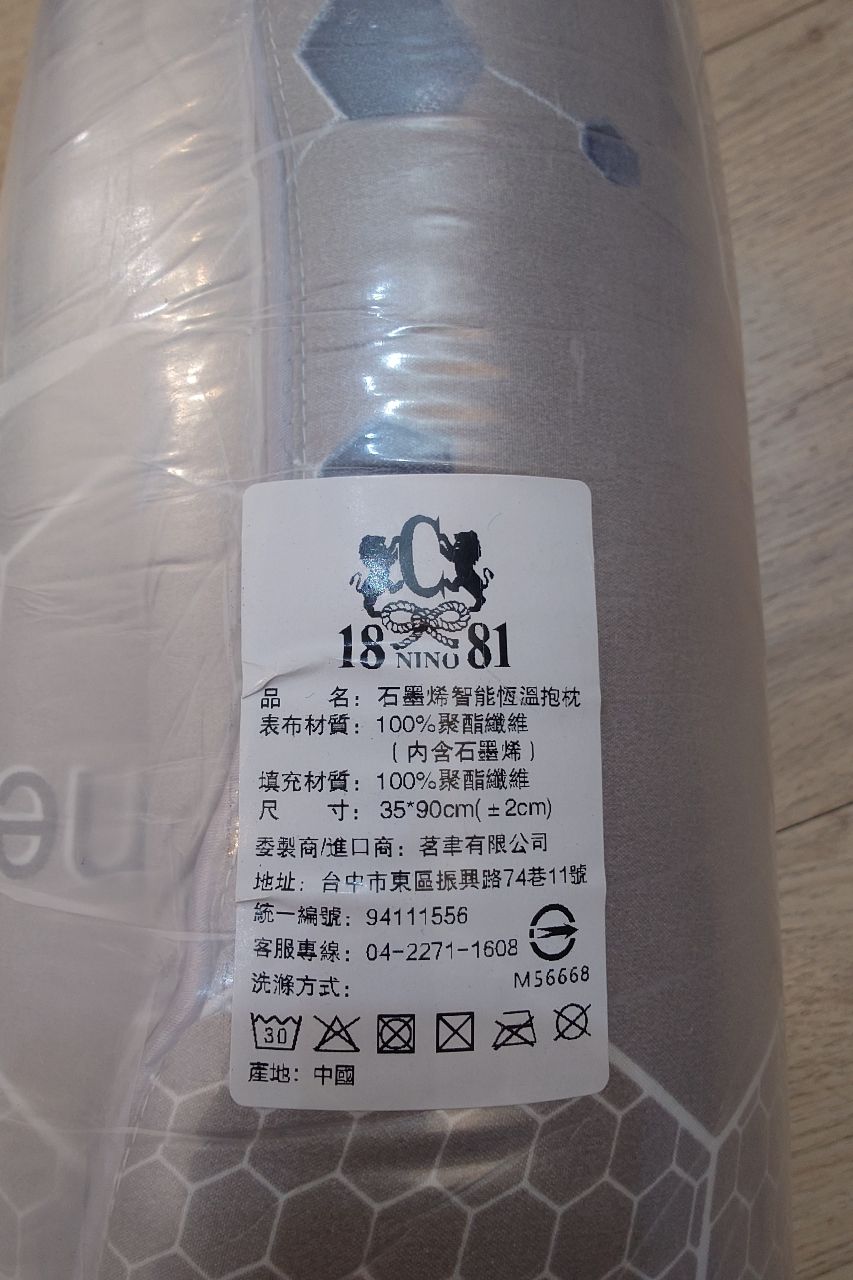 C
18 NINO 81
品　　名：石墨烯智能恆溫抱枕
表布材質：100%聚酯纖維
（內含石墨烯）
填充材質：100%聚酯纖維
尺　　寸：35*90cm(±2cm)
委製商/進口商：茗聿有限公司
地址：台中市東區振興路74巷11號
統一編號：94111556
客服專線：04-2271-1608
M56668
洗滌方式：
30
產地：中國
ne